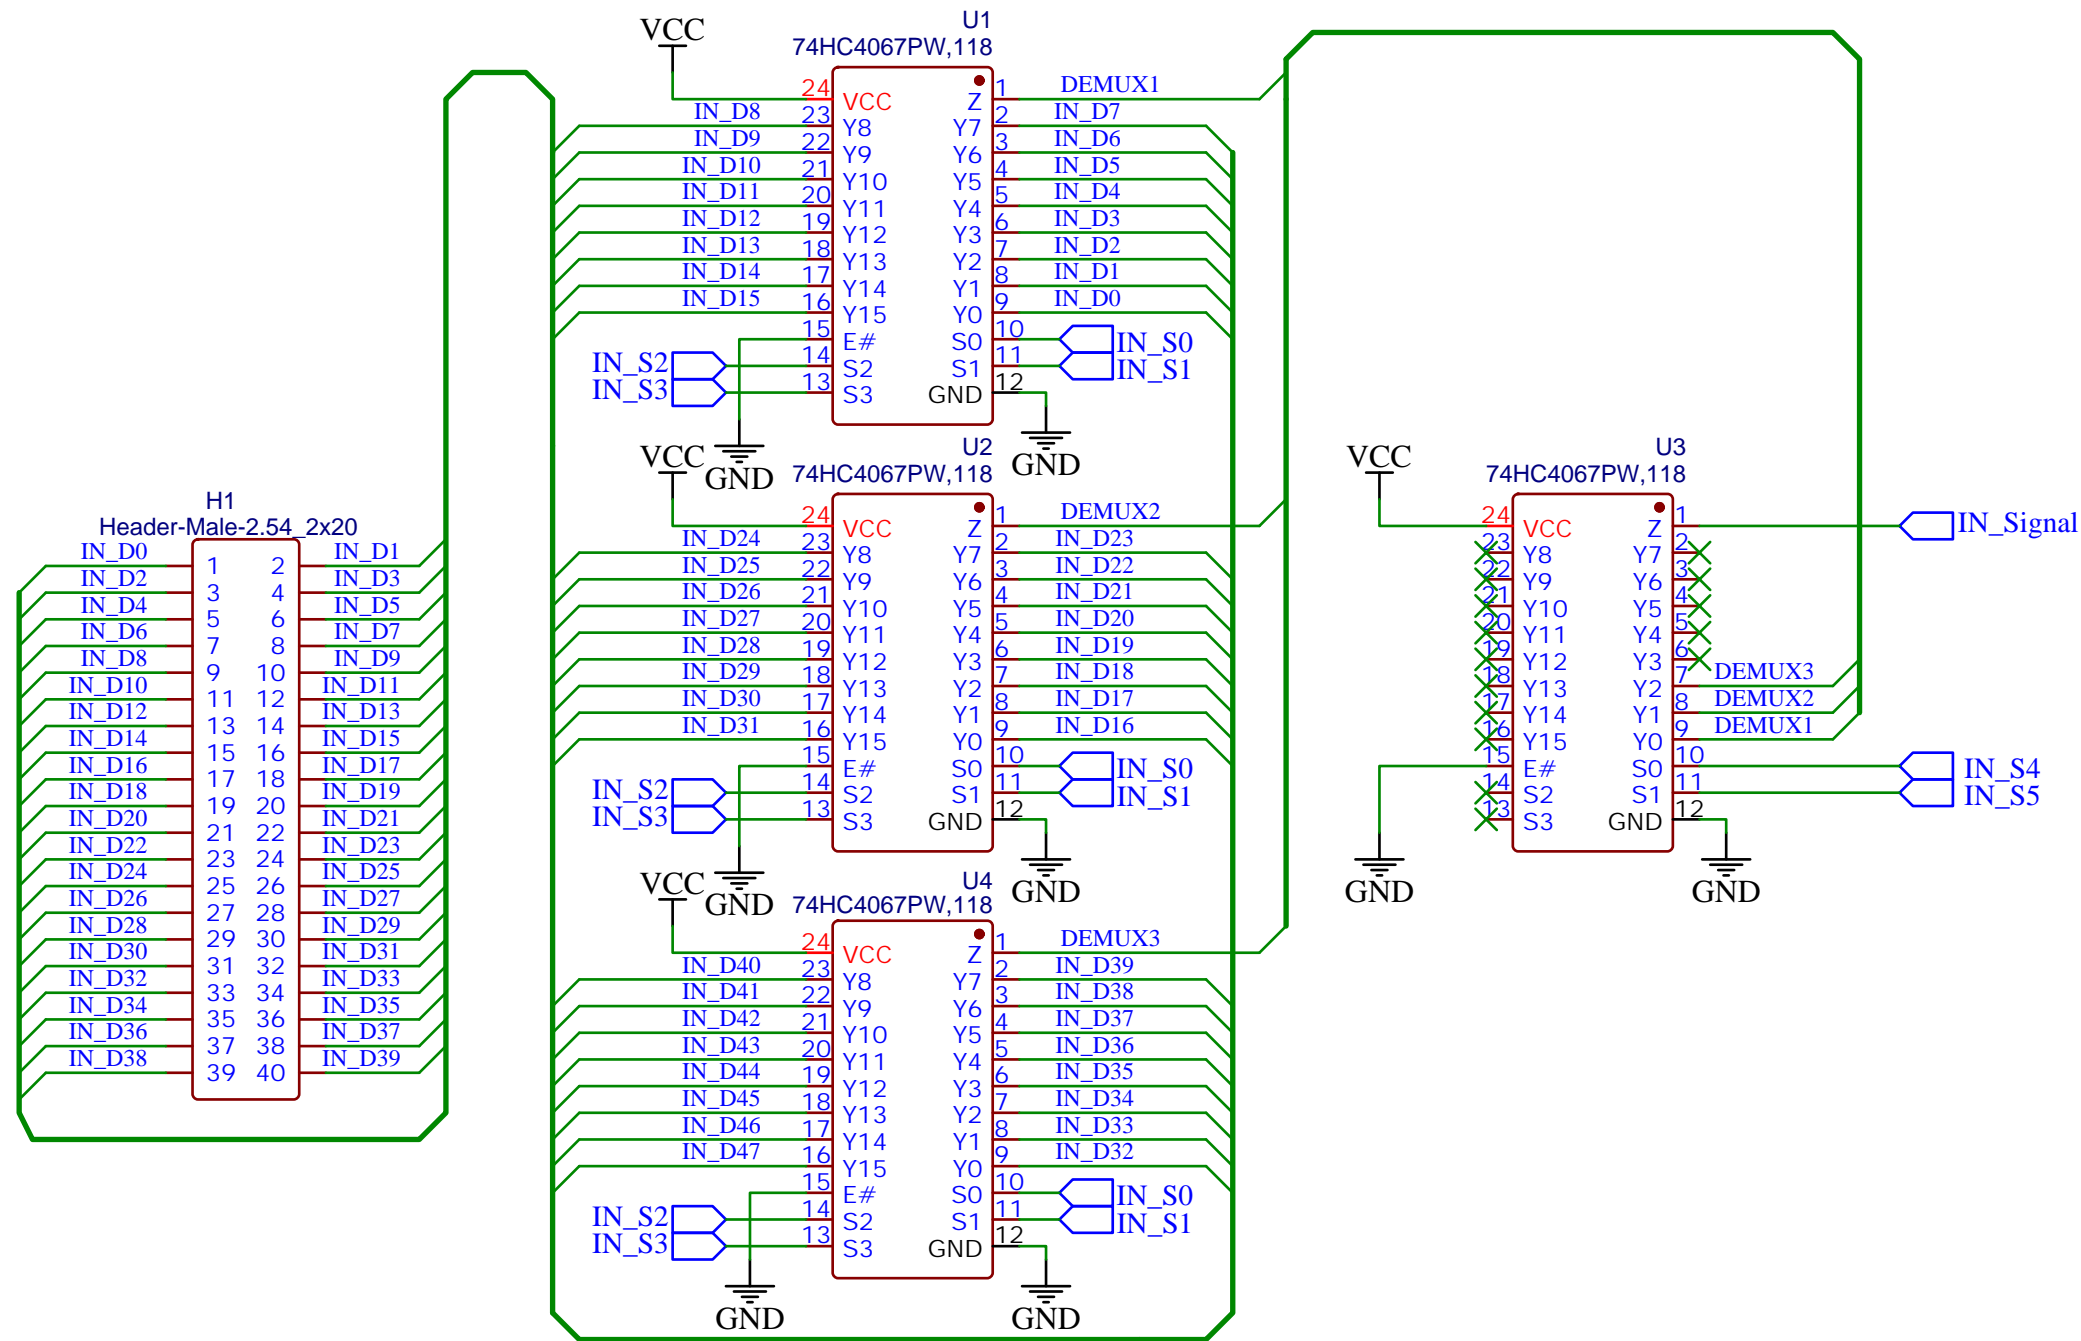 H1
Header-Male-2.54_2x20
IN_D0 1 2 IN_D1
IN_D2 3 4 IN_D3
IN_D4 5 6 IN_D5
IN_D6 7 8 IN_D7
IN_D8 9 10 IN_D9
IN_D10 11 12 IN_D11
IN_D12 13 14 IN_D13
IN_D14 15 16 IN_D15
IN_D16 17 18 IN_D17
IN_D18 19 20 IN_D19
IN_D20 21 22 IN_D21
IN_D22 23 24 IN_D23
IN_D24 25 26 IN_D25
IN_D26 27 28 IN_D27
IN_D28 29 30 IN_D29
IN_D30 31 32 IN_D31
IN_D32 33 34 IN_D33
IN_D34 35 36 IN_D35
IN_D36 37 38 IN_D37
IN_D38 39 40 IN_D39
VCC
U1
74HC4067PW,118
24 VCC Z 1 DEMUX1
IN_D8 23 Y8 Y7 2 IN_D7
IN_D9 22 Y9 Y6 3 IN_D6
IN_D10 21 Y10 Y5 4 IN_D5
IN_D11 20 Y11 Y4 5 IN_D4
IN_D12 19 Y12 Y3 6 IN_D3
IN_D13 18 Y13 Y2 7 IN_D2
IN_D14 17 Y14 Y1 8 IN_D1
IN_D15 16 Y15 Y0 9 IN_D0
15 E# S0 10 IN_S0
IN_S2 14 S2 S1 11 IN_S1
IN_S3 13 S3 GND 12
GND GND
VCC
U2
74HC4067PW,118
24 VCC Z 1 DEMUX2
IN_D24 23 Y8 Y7 2 IN_D23
IN_D25 22 Y9 Y6 3 IN_D22
IN_D26 21 Y10 Y5 4 IN_D21
IN_D27 20 Y11 Y4 5 IN_D20
IN_D28 19 Y12 Y3 6 IN_D19
IN_D29 18 Y13 Y2 7 IN_D18
IN_D30 17 Y14 Y1 8 IN_D17
IN_D31 16 Y15 Y0 9 IN_D16
15 E# S0 10 IN_S0
IN_S2 14 S2 S1 11 IN_S1
IN_S3 13 S3 GND 12
GND GND
VCC
U4
74HC4067PW,118
24 VCC Z 1 DEMUX3
IN_D40 23 Y8 Y7 2 IN_D39
IN_D41 22 Y9 Y6 3 IN_D38
IN_D42 21 Y10 Y5 4 IN_D37
IN_D43 20 Y11 Y4 5 IN_D36
IN_D44 19 Y12 Y3 6 IN_D35
IN_D45 18 Y13 Y2 7 IN_D34
IN_D46 17 Y14 Y1 8 IN_D33
IN_D47 16 Y15 Y0 9 IN_D32
15 E# S0 10 IN_S0
IN_S2 14 S2 S1 11 IN_S1
IN_S3 13 S3 GND 12
GND GND
VCC
U3
74HC4067PW,118
24 VCC Z 1 IN_Signal
23 Y8 Y7 2
22 Y9 Y6 3
21 Y10 Y5 4
20 Y11 Y4 5
19 Y12 Y3 6
18 Y13 Y2 7 DEMUX3
17 Y14 Y1 8 DEMUX2
16 Y15 Y0 9 DEMUX1
15 E# S0 10 IN_S4
14 S2 S1 11 IN_S5
13 S3 GND 12
GND GND